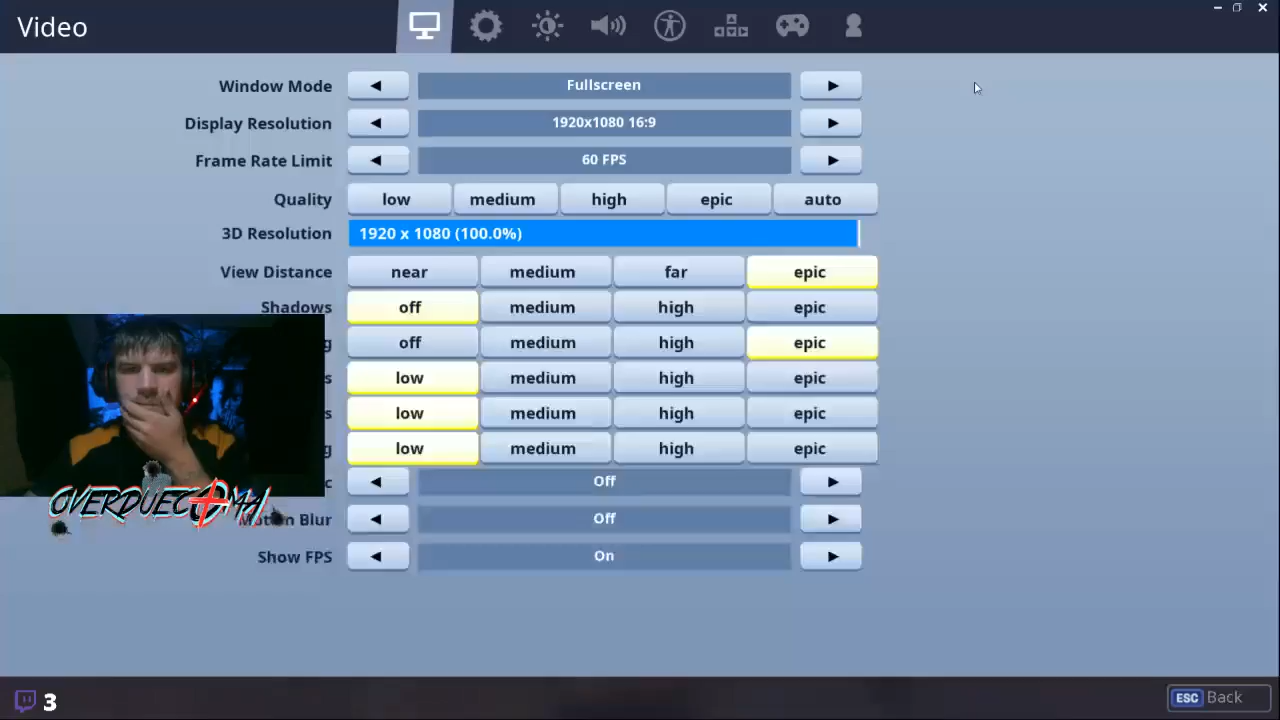 Video
Window Mode ◀ Fullscreen ▶
Display Resolution ◀ 1920x1080 16:9 ▶
Frame Rate Limit ◀ 60 FPS ▶
Quality low medium high epic auto
3D Resolution 1920 x 1080 (100.0%)
View Distance near medium far epic
Shadows off medium high epic
g off medium high epic
s low medium high epic
s low medium high epic
g low medium high epic
c ◀ Off ▶
OVERDUECOMA
Motion Blur ◀ Off ▶
Show FPS ◀ On ▶
3
ESC Back